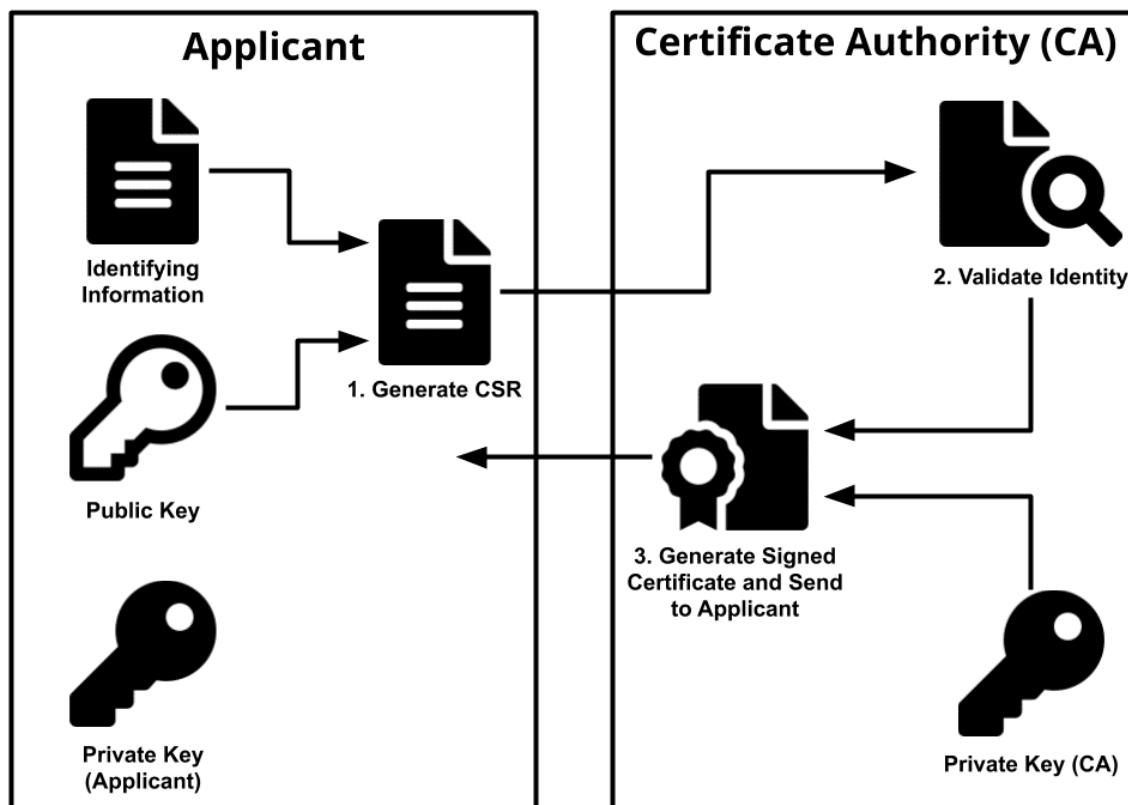 Applicant
Identifying
Information
Public Key
Private Key
(Applicant)
1. Generate CSR
Certificate Authority (CA)
2. Validate Identity
3. Generate Signed
Certificate and Send
to Applicant
Private Key (CA)